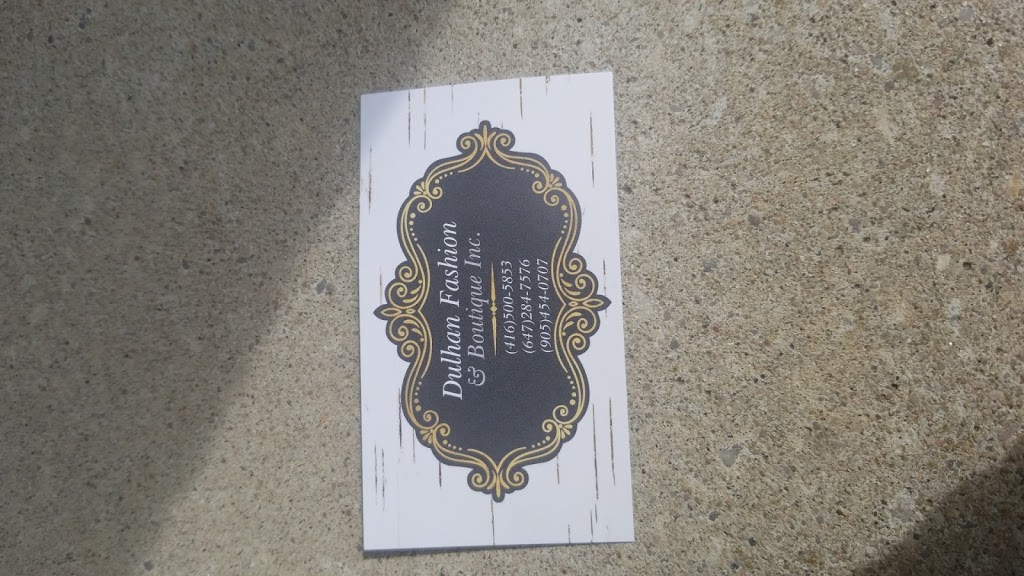 Dulhan Fashion
& Boutique Inc.
(416)500-5853
(647)284-7576
(905)454-0707